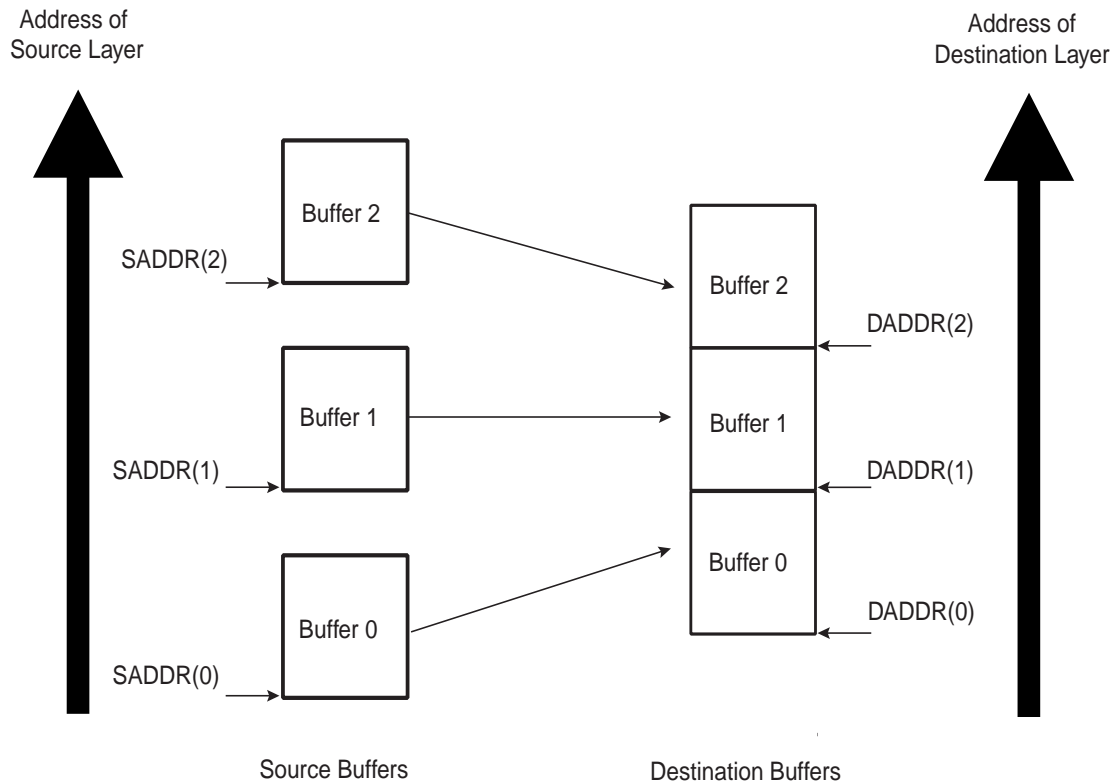 Address of
Source Layer
Address of
Destination Layer
Buffer 2
SADDR(2)
Buffer 2
DADDR(2)
Buffer 1
Buffer 1
SADDR(1)
DADDR(1)
Buffer 0
DADDR(0)
Buffer 0
SADDR(0)
Source Buffers
Destination Buffers